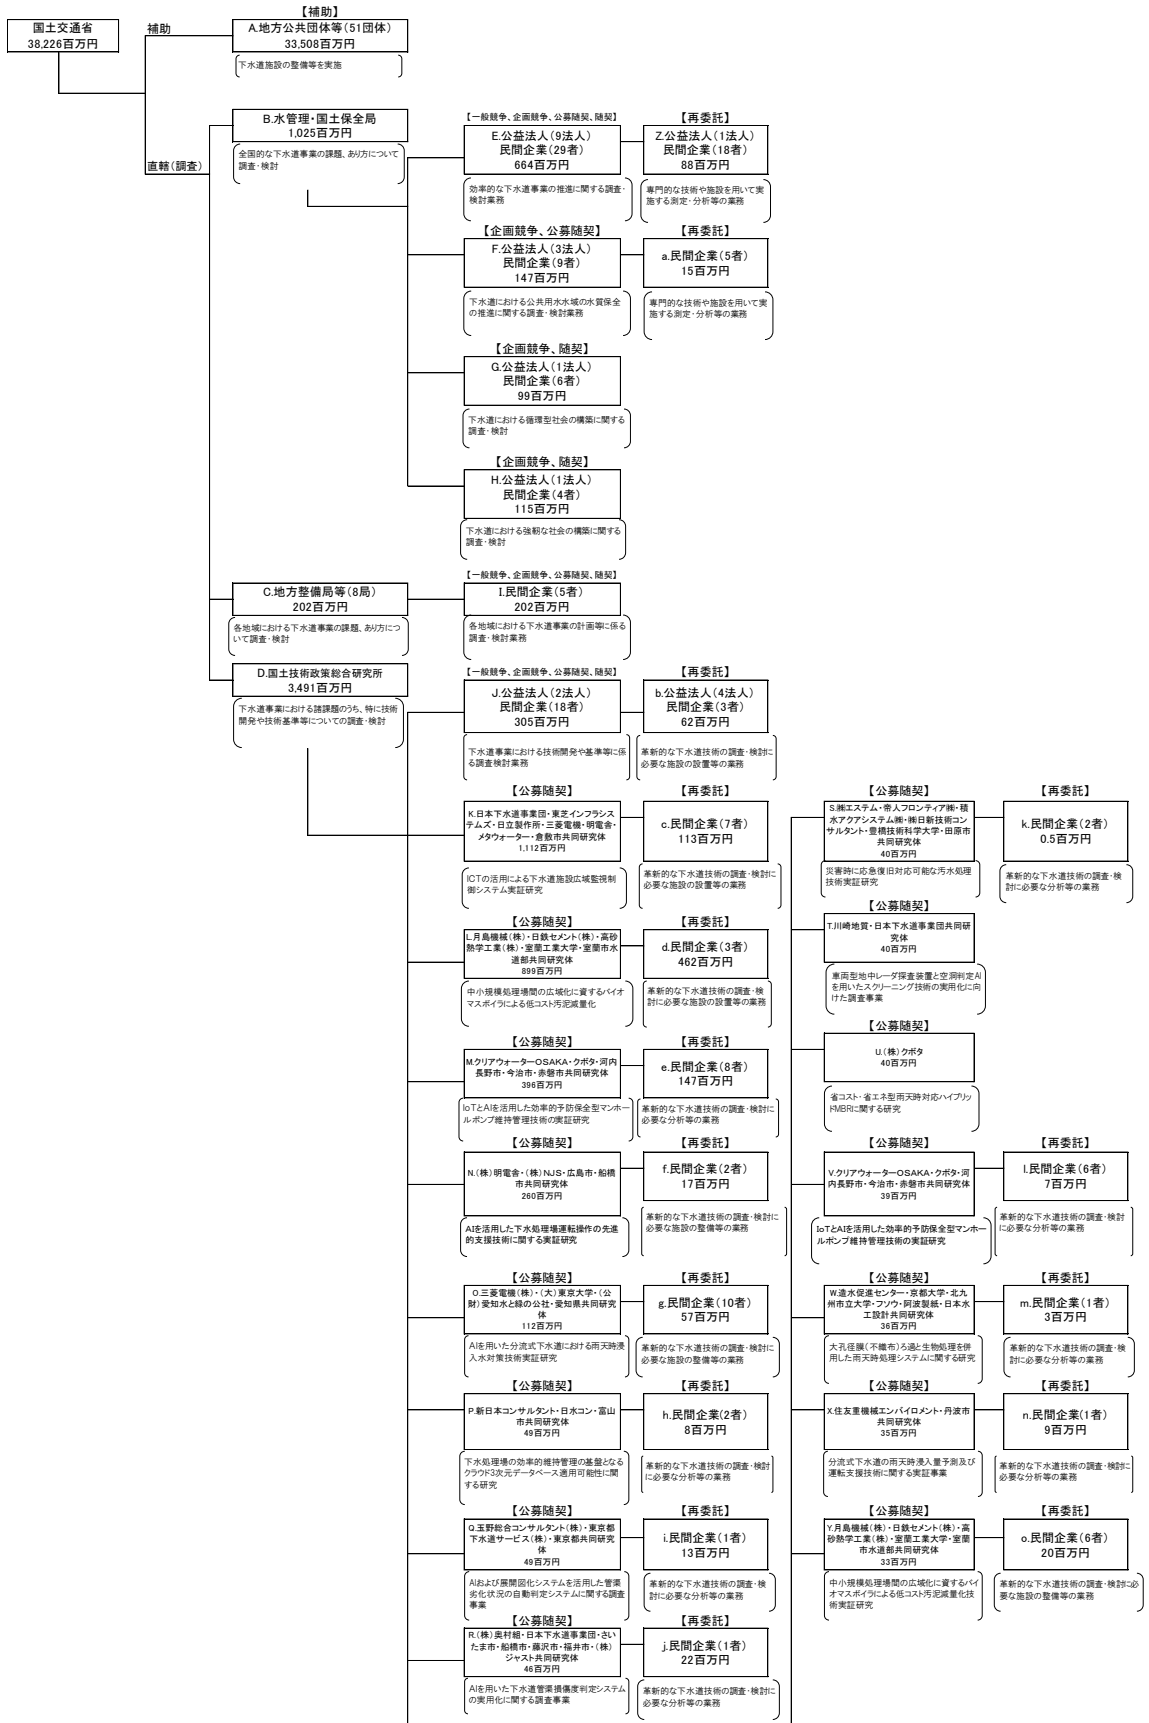 国土交通省
38,226百万円
補助
【補助】
A.地方公共団体等(51団体)
33,508百万円
下水道施設の整備等を実施
直轄(調査)
B.水管理・国土保全局
1,025百万円
全国的な下水道事業の課題、あり方について
調査・検討
【一般競争、企画競争、公募随契、随契】
E.公益法人(9法人)
民間企業(29者)
664百万円
効率的な下水道事業の推進に関する調査・
検討業務
【再委託】
Z.公益法人(1法人)
民間企業(18者)
88百万円
専門的な技術や施設を用いて実
施する測定・分析等の業務
【企画競争、公募随契】
F.公益法人(3法人)
民間企業(9者)
147百万円
下水道における公共用水水域の水質保全
の推進に関する調査・検討業務
【再委託】
a.民間企業(5者)
15百万円
専門的な技術や施設を用いて実
施する測定・分析等の業務
【企画競争、随契】
G.公益法人(1法人)
民間企業(6者)
99百万円
下水道における循環型社会の構築に関する
調査・検討
【企画競争、随契】
H.公益法人(1法人)
民間企業(4者)
115百万円
下水道における強靭な社会の構築に関する
調査・検討
C.地方整備局等(8局)
202百万円
各地域における下水道事業の課題、あり方につ
いて調査・検討
【一般競争、企画競争、公募随契、随契】
I.民間企業(5者)
202百万円
各地域における下水道事業の計画等に係る
調査・検討業務
D.国土技術政策総合研究所
3,491百万円
下水道事業における諸課題のうち、特に技術
開発や技術基準等についての調査・検討
【一般競争、企画競争、公募随契、随契】
J.公益法人(2法人)
民間企業(18者)
305百万円
下水道事業における技術開発や基準等に係
る調査検討業務
【再委託】
b.公益法人(4法人)
民間企業(3者)
62百万円
革新的な下水道技術の調査・検討に
必要な施設の設置等の業務
【公募随契】
K.日本下水道事業団・東芝インフラシス
テムズ・日立製作所・三菱電機・明電舎・
メタウォーター・倉敷市共同研究体
1,112百万円
ICTの活用による下水道施設広域監視制
御システム実証研究
【再委託】
c.民間企業(7者)
113百万円
革新的な下水道技術の調査・検討に
必要な施設の設置等の業務
【公募随契】
L.月島機械(株)・日鉄セメント(株)・高砂
熱学工業(株)・室蘭工業大学・室蘭市水
道部共同研究体
899百万円
中小規模処理場間の広域化に資するバイオ
マスボイラによる低コスト汚泥減量化
【再委託】
d.民間企業(3者)
462百万円
革新的な下水道技術の調査・検
討に必要な施設の設置等の業務
【公募随契】
M.クリアウォーターOSAKA・クボタ・河内
長野市・今治市・赤磐市共同研究体
396百万円
IoTとAIを活用した効率的予防保全型マンホー
ルポンプ維持管理技術の実証研究
【再委託】
e.民間企業(8者)
147百万円
革新的な下水道技術の調査・検討に
必要な分析等の業務
【公募随契】
N.(株)明電舎・(株)NJS・広島市・船橋
市共同研究体
260百万円
AIを活用した下水処理場運転操作の先進
的支援技術に関する実証研究
【再委託】
f.民間企業(2者)
17百万円
革新的な下水道技術の調査・検討に
必要な施設の整備等の業務
【公募随契】
O.三菱電機(株)・(大)東京大学・(公
財)愛知水と緑の公社・愛知県共同研究
体
112百万円
AIを用いた分流式下水道における雨天時浸
入水対策技術実証研究
【再委託】
g.民間企業(10者)
57百万円
革新的な下水道技術の調査・検討に
必要な施設の整備等の業務
【公募随契】
P.新日本コンサルタント・日水コン・富山
市共同研究体
49百万円
下水処理場の効率的維持管理の基盤となる
クラウド3次元データベース適用可能性に関
する研究
【再委託】
h.民間企業(2者)
8百万円
革新的な下水道技術の調査・検討
に必要な分析等の業務
【公募随契】
Q.玉野総合コンサルタント(株)・東京都
下水道サービス(株)・東京都共同研究
体
49百万円
AIおよび展開図化システムを活用した管渠
劣化状況の自動判定システムに関する調査
事業
【再委託】
i.民間企業(1者)
13百万円
革新的な下水道技術の調査・検
討に必要な分析等の業務
【公募随契】
R.(株)奥村組・日本下水道事業団・さい
たま市・船橋市・藤沢市・福井市・(株)
ジャスト共同研究体
46百万円
AIを用いた下水道管渠損傷度判定システム
の実用化に関する調査事業
【再委託】
j.民間企業(1者)
22百万円
革新的な下水道技術の調査・検討に
必要な分析等の業務
【公募随契】
S.㈱エステム・帝人フロンティア㈱・積
水アクアシステム㈱・㈱日新技術コン
サルタント・豊橋技術科学大学・田原市
共同研究体
40百万円
災害時に応急復旧対応可能な汚水処理
技術実証研究
【再委託】
k.民間企業(2者)
0.5百万円
革新的な下水道技術の調査・検
討に必要な分析等の業務
【公募随契】
T.川崎地質・日本下水道事業団共同研
究体
40百万円
車両型地中レーダ探査装置と空洞判定AI
を用いたスクリーニング技術の実用化に向
けた調査事業
【公募随契】
U.(株)クボタ
40百万円
省コスト・省エネ型雨天時対応ハイブリッ
ドMBRに関する研究
【公募随契】
V.クリアウォーターOSAKA・クボタ・河
内長野市・今治市・赤磐市共同研究体
39百万円
IoTとAIを活用した効率的予防保全型マンホー
ルポンプ維持管理技術の実証研究
【再委託】
l.民間企業(6者)
7百万円
革新的な下水道技術の調査・検討
に必要な分析等の業務
【公募随契】
W.造水促進センター・京都大学・北九
州市立大学・フソウ・阿波製紙・日本水
工設計共同研究体
36百万円
大孔径膜(不織布)ろ過と生物処理を併
用した雨天時処理システムに関する研究
【再委託】
m.民間企業(1者)
3百万円
革新的な下水道技術の調査・検
討に必要な分析等の業務
【公募随契】
X.住友重機械エンバイロメント・丹波市
共同研究体
35百万円
分流式下水道の雨天時浸入量予測及び
運転支援技術に関する実証事業
【再委託】
n.民間企業(1者)
9百万円
革新的な下水道技術の調査・検討に
必要な分析等の業務
【公募随契】
Y.月島機械(株)・日鉄セメント(株)・高
砂熱学工業(株)・室蘭工業大学・室蘭
市水道部共同研究体
33百万円
中小規模処理場間の広域化に資するバイ
オマスボイラによる低コスト汚泥減量化技
術実証研究
【再委託】
o.民間企業(6者)
20百万円
革新的な下水道技術の調査・検討に必
要な施設の整備等の業務